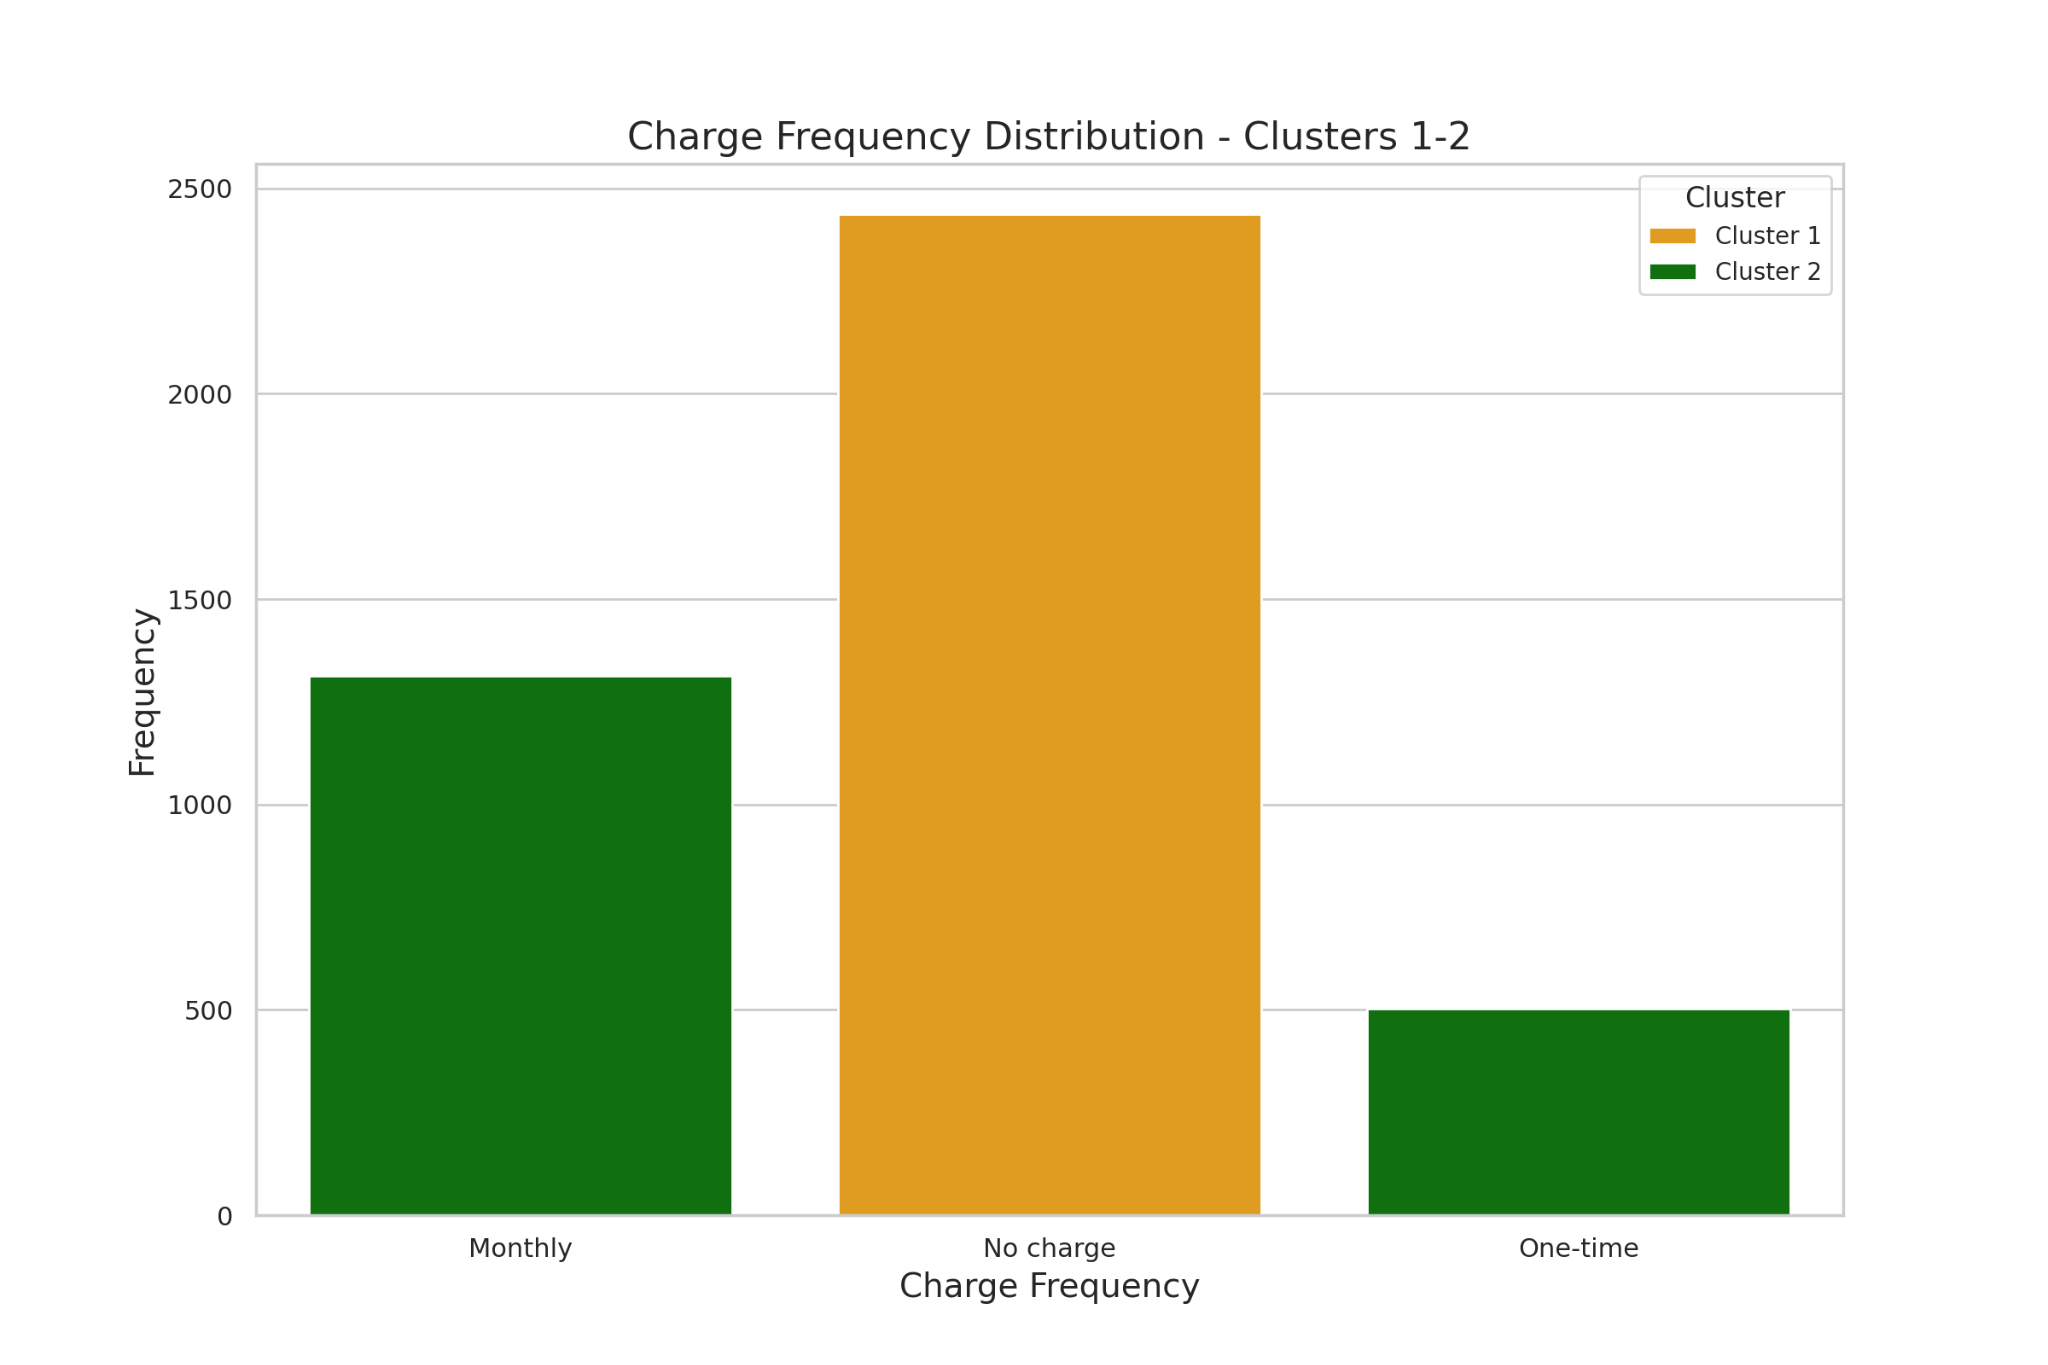 Charge Frequency Distribution - Clusters 1-2
Cluster
Cluster 1
Cluster 2
Frequency
2500
2000
1500
1000
500
0
Monthly
No charge
One-time
Charge Frequency